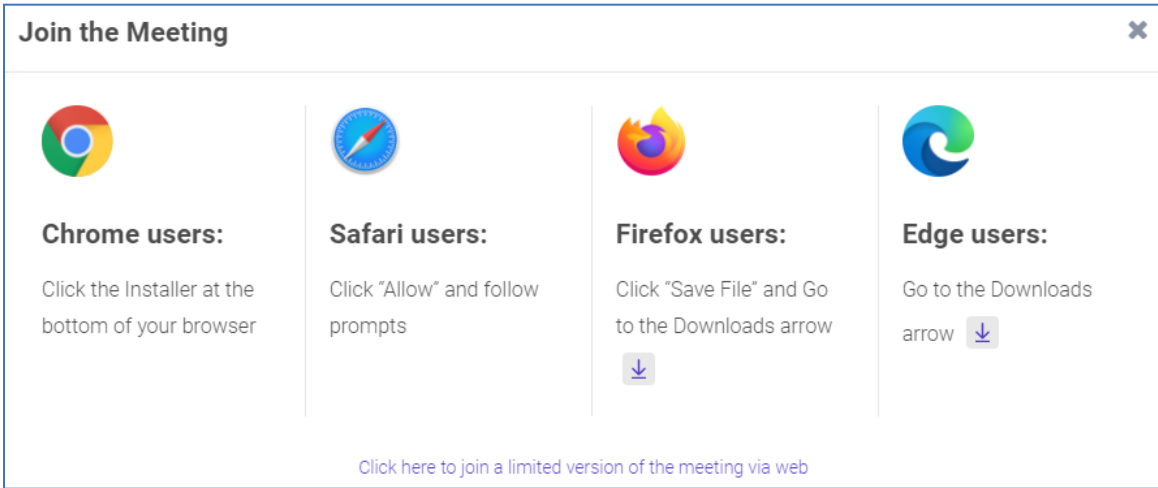 Join the Meeting
Chrome users:
Click the Installer at the
bottom of your browser
Safari users:
Click “Allow” and follow
prompts
Firefox users:
Click “Save File” and Go
to the Downloads arrow
Edge users:
Go to the Downloads
arrow
Click here to join a limited version of the meeting via web